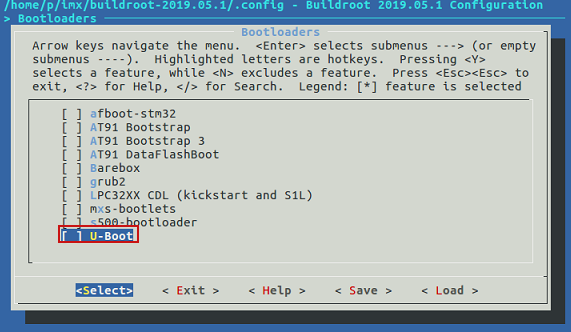 /home/p/imx/buildroot-2019.05.1/.config - Buildroot 2019.05.1 Configuration
> Bootloaders
Bootloaders
Arrow keys navigate the menu.  <Enter> selects submenus ---> (or empty
submenus ----).  Highlighted letters are hotkeys.  Pressing <Y>
selects a feature, while <N> excludes a feature.  Press <Esc><Esc> to
exit, <?> for Help, </> for Search.  Legend: [*] feature is selected
[ ] afboot-stm32
[ ] AT91 Bootstrap
[ ] AT91 Bootstrap 3
[ ] AT91 DataFlashBoot
[ ] Barebox
[ ] grub2
[ ] LPC32XX CDL (kickstart and S1L)
[ ] mxs-bootlets
[ ] s500-bootloader
[ ] U-Boot
<Select>    < Exit >    < Help >    < Save >    < Load >